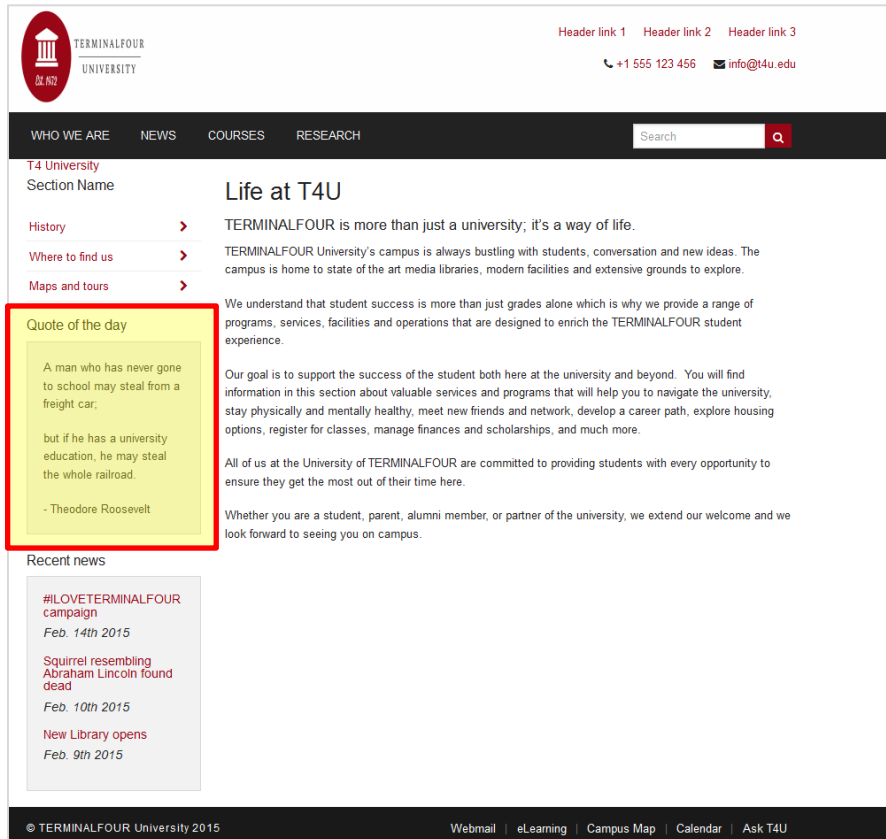 TERMINALFOUR
UNIVERSITY
Est. 1972
Header link 1 Header link 2 Header link 3
+1 555 123 456 info@t4u.edu
WHO WE ARE NEWS COURSES RESEARCH Search
T4 University
Section Name
History
Where to find us
Maps and tours
Quote of the day
A man who has never gone
to school may steal from a
freight car;
but if he has a university
education, he may steal
the whole railroad.
- Theodore Roosevelt
Recent news
#ILOVETERMINALFOUR
campaign
Feb. 14th 2015
Squirrel resembling
Abraham Lincoln found
dead
Feb. 10th 2015
New Library opens
Feb. 9th 2015
Life at T4U
TERMINALFOUR is more than just a university; it's a way of life.
TERMINALFOUR University's campus is always bustling with students, conversation and new ideas. The
campus is home to state of the art media libraries, modern facilities and extensive grounds to explore.
We understand that student success is more than just grades alone which is why we provide a range of
programs, services, facilities and operations that are designed to enrich the TERMINALFOUR student
experience.
Our goal is to support the success of the student both here at the university and beyond. You will find
information in this section about valuable services and programs that will help you to navigate the university,
stay physically and mentally healthy, meet new friends and network, develop a career path, explore housing
options, register for classes, manage finances and scholarships, and much more.
All of us at the University of TERMINALFOUR are committed to providing students with every opportunity to
ensure they get the most out of their time here.
Whether you are a student, parent, alumni member, or partner of the university, we extend our welcome and we
look forward to seeing you on campus.
© TERMINALFOUR University 2015 Webmail | eLearning | Campus Map | Calendar | Ask T4U